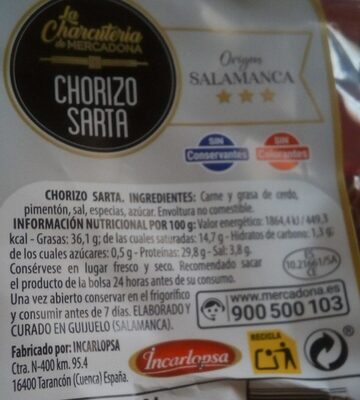 La
Charcutería
de MERCADONA
CHORIZO
SARTA
Origen
SALAMANCA
SIN
Conservantes
SIN
Colorantes
CHORIZO SARTA. INGREDIENTES: Carne y grasa de cerdo,
pimentón, sal, especias, azúcar. Envoltura no comestible.
INFORMACIÓN NUTRICIONAL POR 100 g: Valor energético: 1864,4 kJ / 449,3
kcal - Grasas: 36,1 g; de las cuales saturadas: 14,7 g - Hidratos de carbono: 1,3 g;
de los cuales azúcares: 0,5 g - Proteínas: 29,8 g - Sal: 3,8 g.
Consérvese en lugar fresco y seco. Recomendado sacar
el producto de la bolsa 24 horas antes de su consumo.
Una vez abierto conservar en el frigorífico
y consumir antes de 7 días. ELABORADO Y
CURADO EN GUIJUELO (SALAMANCA).
10.21661/SA
www.mercadona.es
900 500 103
Fabricado por: INCARLOPSA
Ctra. N-400 km. 95.4
16400 Tarancón (Cuenca) España.
Incarlopsa
RECICLA